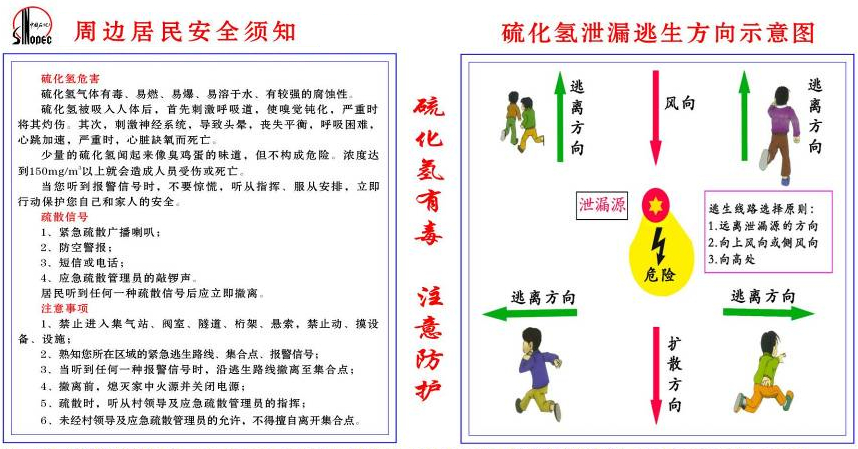 中国石化
SINOPEC
周边居民安全须知
硫化氢危害
硫化氢气体有毒、易燃、易爆、易溶于水、有较强的腐蚀性。
硫化氢被吸入人体后，首先刺激呼吸道，使嗅觉钝化，严重时
将其灼伤。其次，刺激神经系统，导致头晕，丧失平衡，呼吸困难，
心跳加速，严重时，心脏缺氧而死亡。
少量的硫化氢闻起来像臭鸡蛋的味道，但不构成危险。浓度达
到150mg/m³以上就会造成人员受伤或死亡。
当您听到报警信号时，不要惊慌，听从指挥、服从安排，立即
行动保护您自己和家人的安全。
疏散信号
1、紧急疏散广播喇叭；
2、防空警报；
3、短信或电话；
4、应急疏散管理员的敲锣声。
居民听到任何一种疏散信号后应立即撤离。
注意事项
1、禁止进入集气站、阀室、隧道、桁架、悬索，禁止动、摸设
备、设施；
2、熟知您所在区域的紧急逃生路线、集合点、报警信号；
3、当听到任何一种报警信号时，沿逃生路线撤离至集合点；
4、撤离前，熄灭家中火源并关闭电源；
5、疏散时，听从村领导及应急疏散管理员的指挥；
6、未经村领导及应急疏散管理员的允许，不得擅自离开集合点。
硫化氢有毒 注意防护
硫化氢泄漏逃生方向示意图
逃离方向
风向
逃离方向
泄漏源
危险
逃生线路选择原则：
1.远离泄漏源的方向
2.向上风向或侧风向
3.向高处
逃离方向
逃离方向
扩散方向